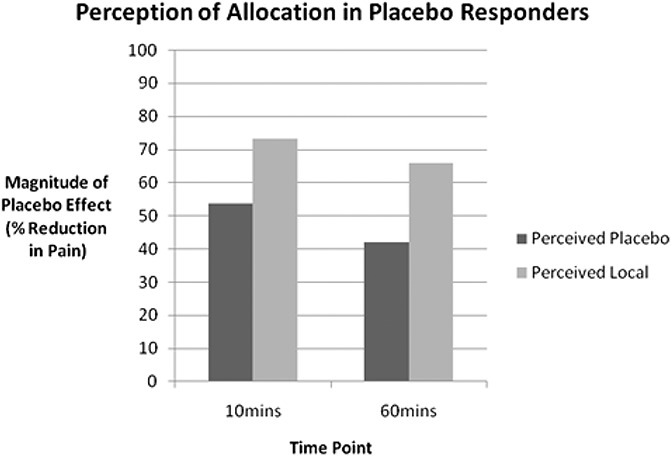 Perception of Allocation in Placebo Responders
100
90
80
70
60
50
40
30
20
10
0
Magnitude of
Placebo Effect
(% Reduction
in Pain)
10mins
60mins
Time Point
Perceived Placebo
Perceived Local